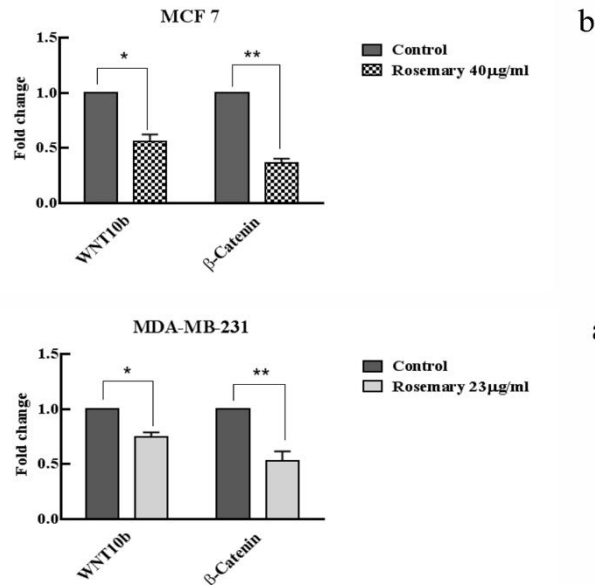 MCF 7
b
1.5
1.0
0.5
0.0
Fold change
*
**
Control
Rosemary 40µg/ml
WNT10b
β-Catenin
MDA-MB-231
a
1.5
1.0
0.5
0.0
Fold change
*
**
Control
Rosemary 23µg/ml
WNT10b
β-Catenin